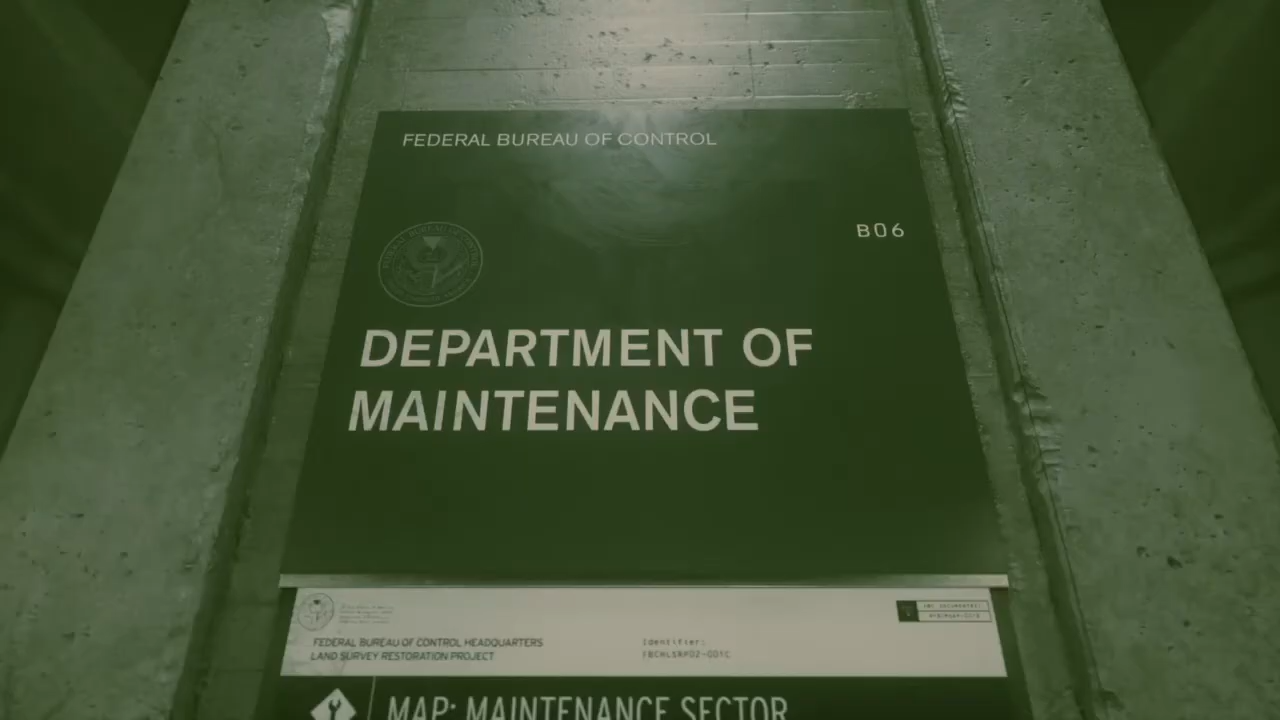 FEDERAL BUREAU OF CONTROL
B06
DEPARTMENT OF
MAINTENANCE
FEDERAL BUREAU OF CONTROL HEADQUARTERS
LAND SURVEY RESTORATION PROJECT
Identifier:
MAP: MAINTENANCE SECTOR